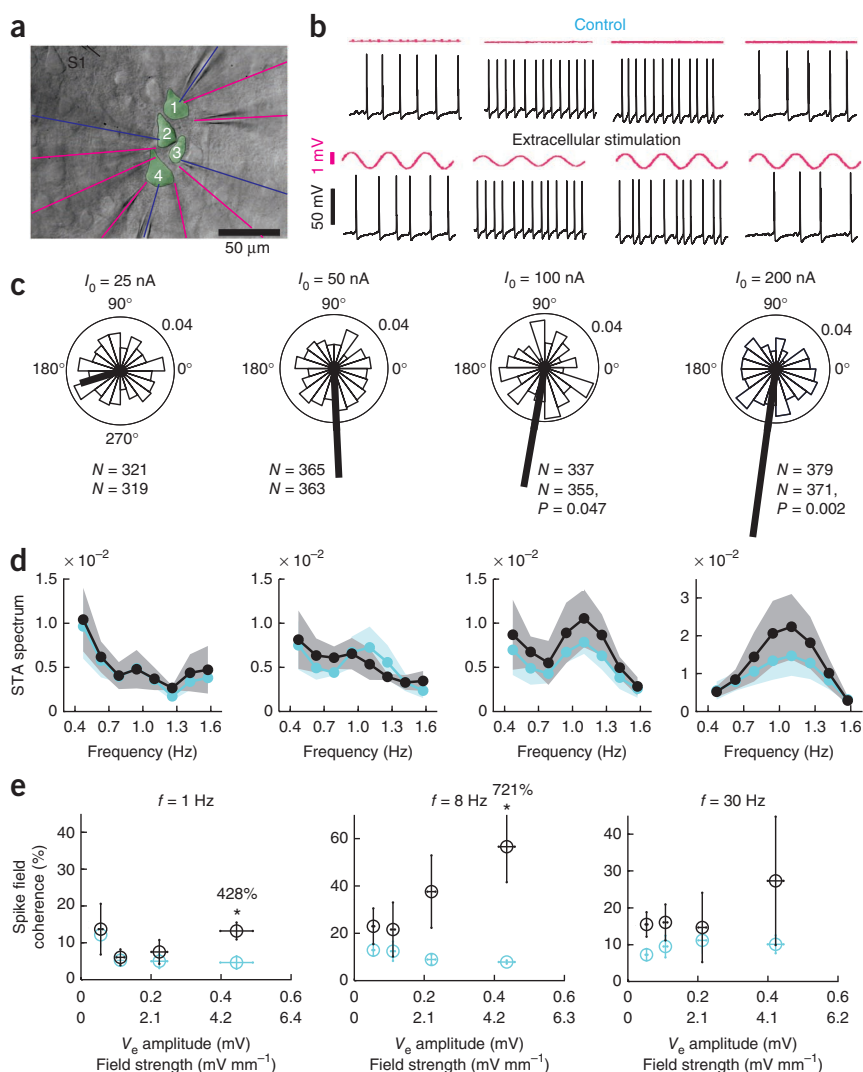 a
S1
1
2
3
4
50 μm
b
Control
Extracellular stimulation
1 mV
50 mV
c
I0 = 25 nA
I0 = 50 nA
I0 = 100 nA
I0 = 200 nA
90°
90°
90°
90°
0.04
0.04
0.04
0.04
180°
0°
180°
0°
180°
0°
180°
0°
270°
N = 321
N = 319
N = 365
N = 363
N = 337
N = 355,
P = 0.047
N = 379
N = 371,
P = 0.002
d
× 10−2
× 10−2
× 10−2
× 10−2
STA spectrum
1.5
1.0
0.5
0
1.5
1.0
0.5
0
1.5
1.0
0.5
0
3
2
1
0
0.4 0.7 1.0 1.3 1.6
0.4 0.7 1.0 1.3 1.6
0.4 0.7 1.0 1.3 1.6
0.4 0.7 1.0 1.3 1.6
Frequency (Hz)
Frequency (Hz)
Frequency (Hz)
Frequency (Hz)
e
f = 1 Hz
f = 8 Hz
f = 30 Hz
721%
*
428%
*
Spike field
coherence (%)
40
30
20
10
0
60
40
20
0
40
30
20
10
0
0 0.2 0.4 0.6
0 2.1 4.2 6.4
0 0.2 0.4 0.6
0 2.1 4.2 6.3
0 0.2 0.4 0.6
0 2.1 4.1 6.2
Ve amplitude (mV)
Field strength (mV mm−1)
Ve amplitude (mV)
Field strength (mV mm−1)
Ve amplitude (mV)
Field strength (mV mm−1)